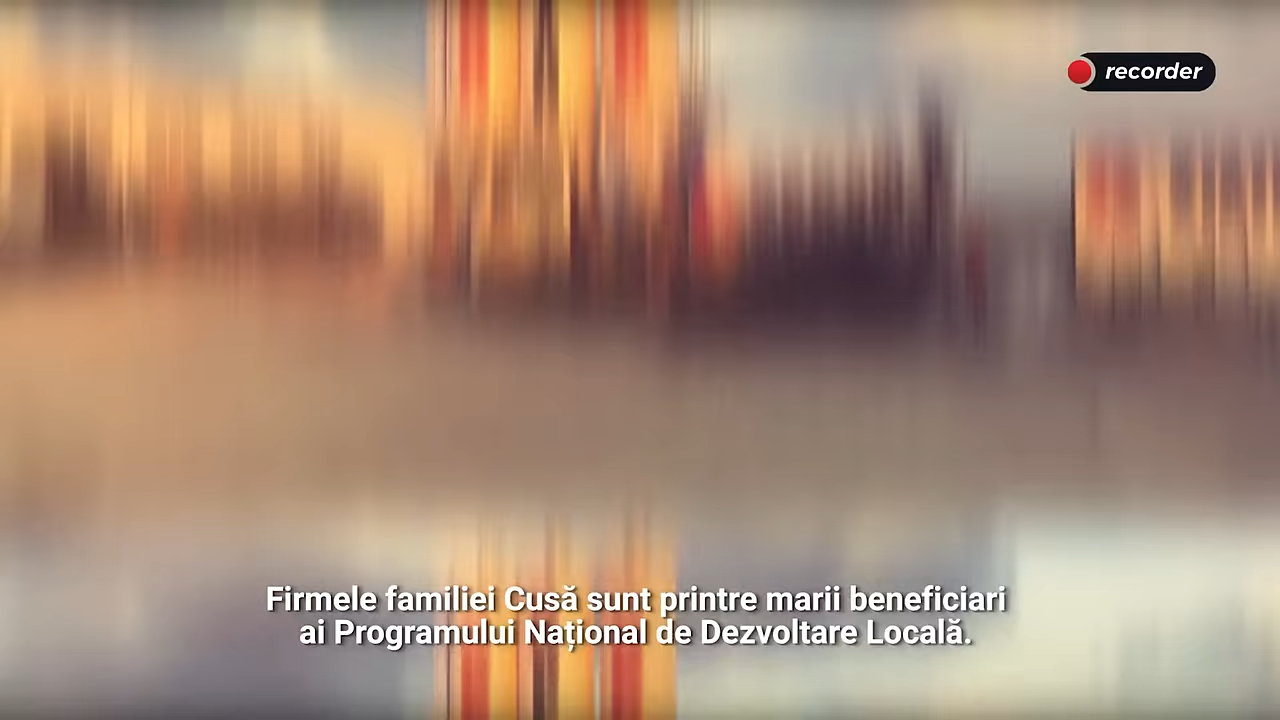 recorder
Firmele familiei Cusă sunt printre marii beneficiari
ai Programului Național de Dezvoltare Locală.